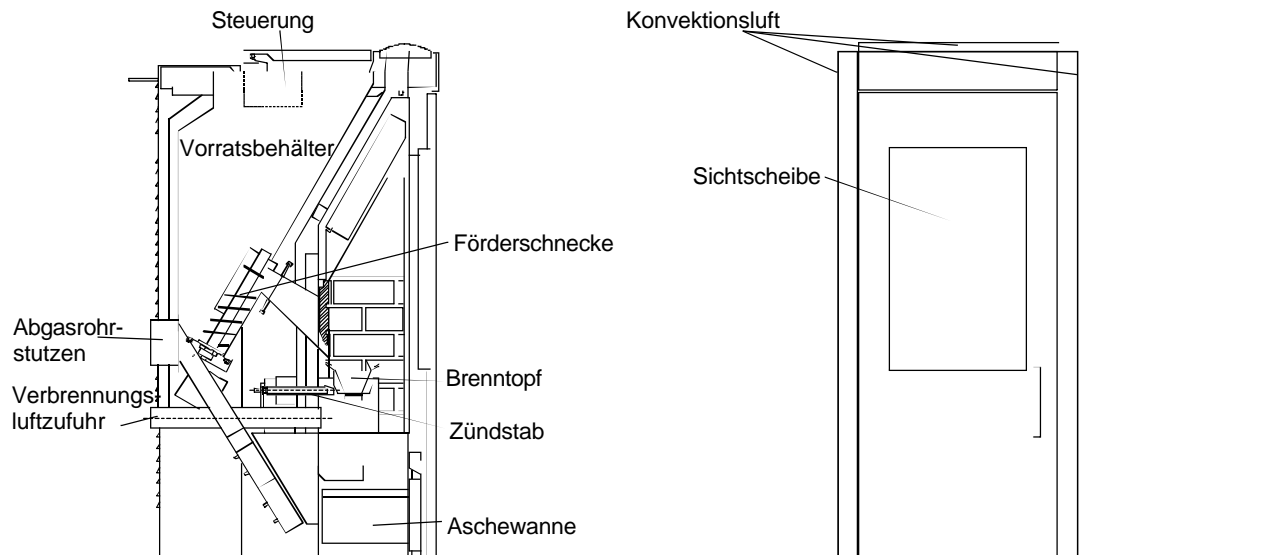 Steuerung
Konvektionsluft
Vorratsbehälter
Sichtscheibe
Förderschnecke
Abgasrohr-
stutzen
Brenntopf
Verbrennungs-
luftzufuhr
Zündstab
Aschewanne